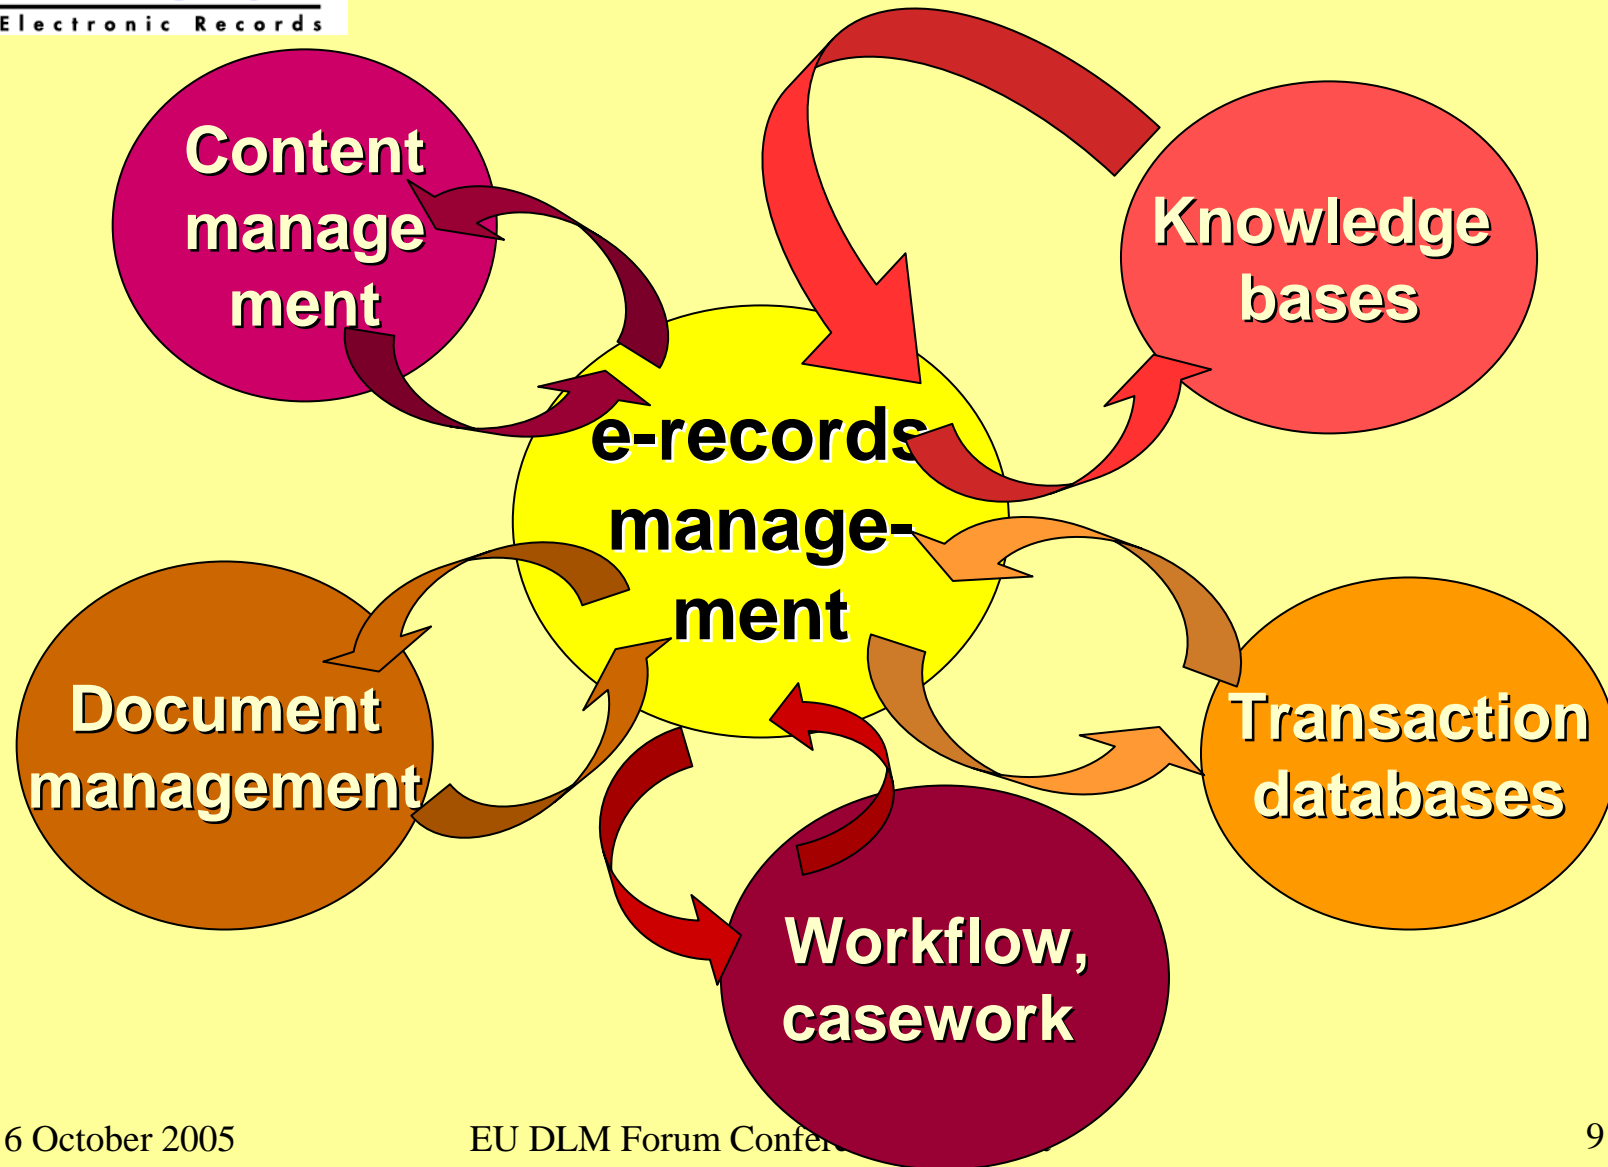 Electronic Records
Content
manage
ment
Knowledge
bases
e-records
manage-
ment
Document
management
Transaction
databases
Workflow,
casework
6 October 2005
EU DLM Forum
9